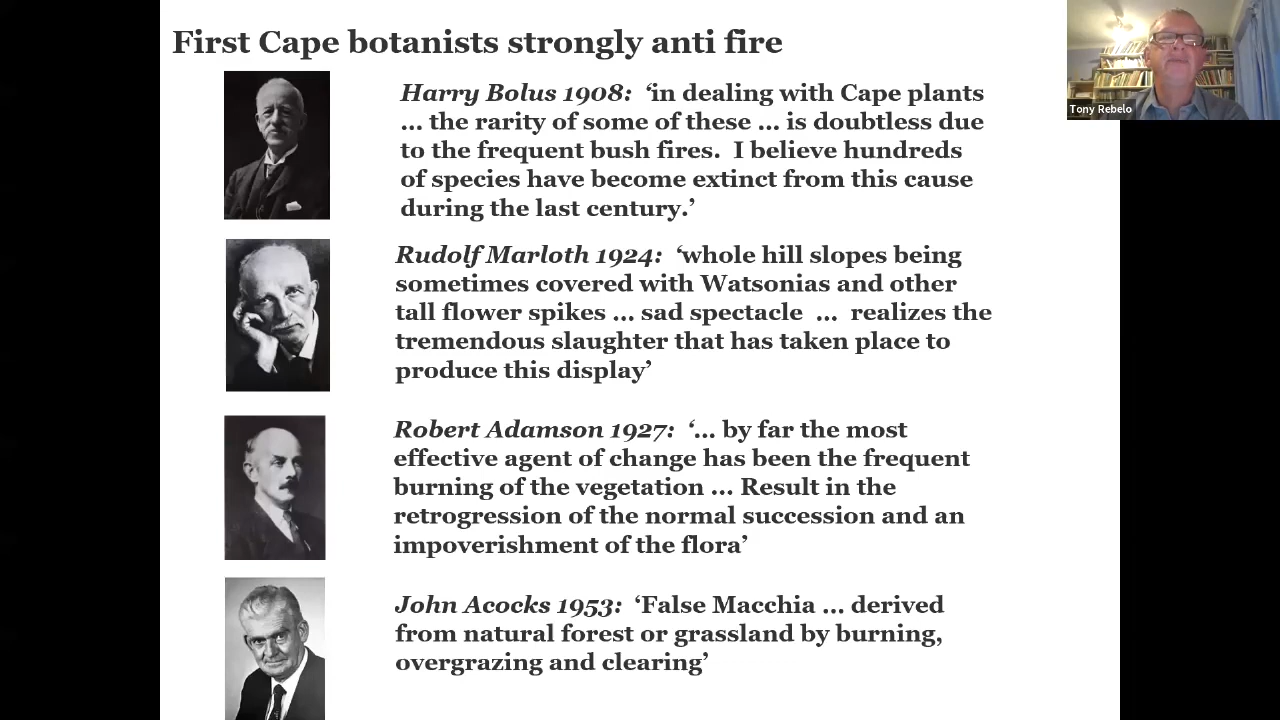 First Cape botanists strongly anti fire
Tony Rebelo
Harry Bolus 1908:  ‘in dealing with Cape plants
... the rarity of some of these ... is doubtless due
to the frequent bush fires.  I believe hundreds
of species have become extinct from this cause
during the last century.’
Rudolf Marloth 1924:  ‘whole hill slopes being
sometimes covered with Watsonias and other
tall flower spikes ... sad spectacle  ...  realizes the
tremendous slaughter that has taken place to
produce this display’
Robert Adamson 1927:  ‘... by far the most
effective agent of change has been the frequent
burning of the vegetation ... Result in the
retrogression of the normal succession and an
impoverishment of the flora’
John Acocks 1953:  ‘False Macchia ... derived
from natural forest or grassland by burning,
overgrazing and clearing’